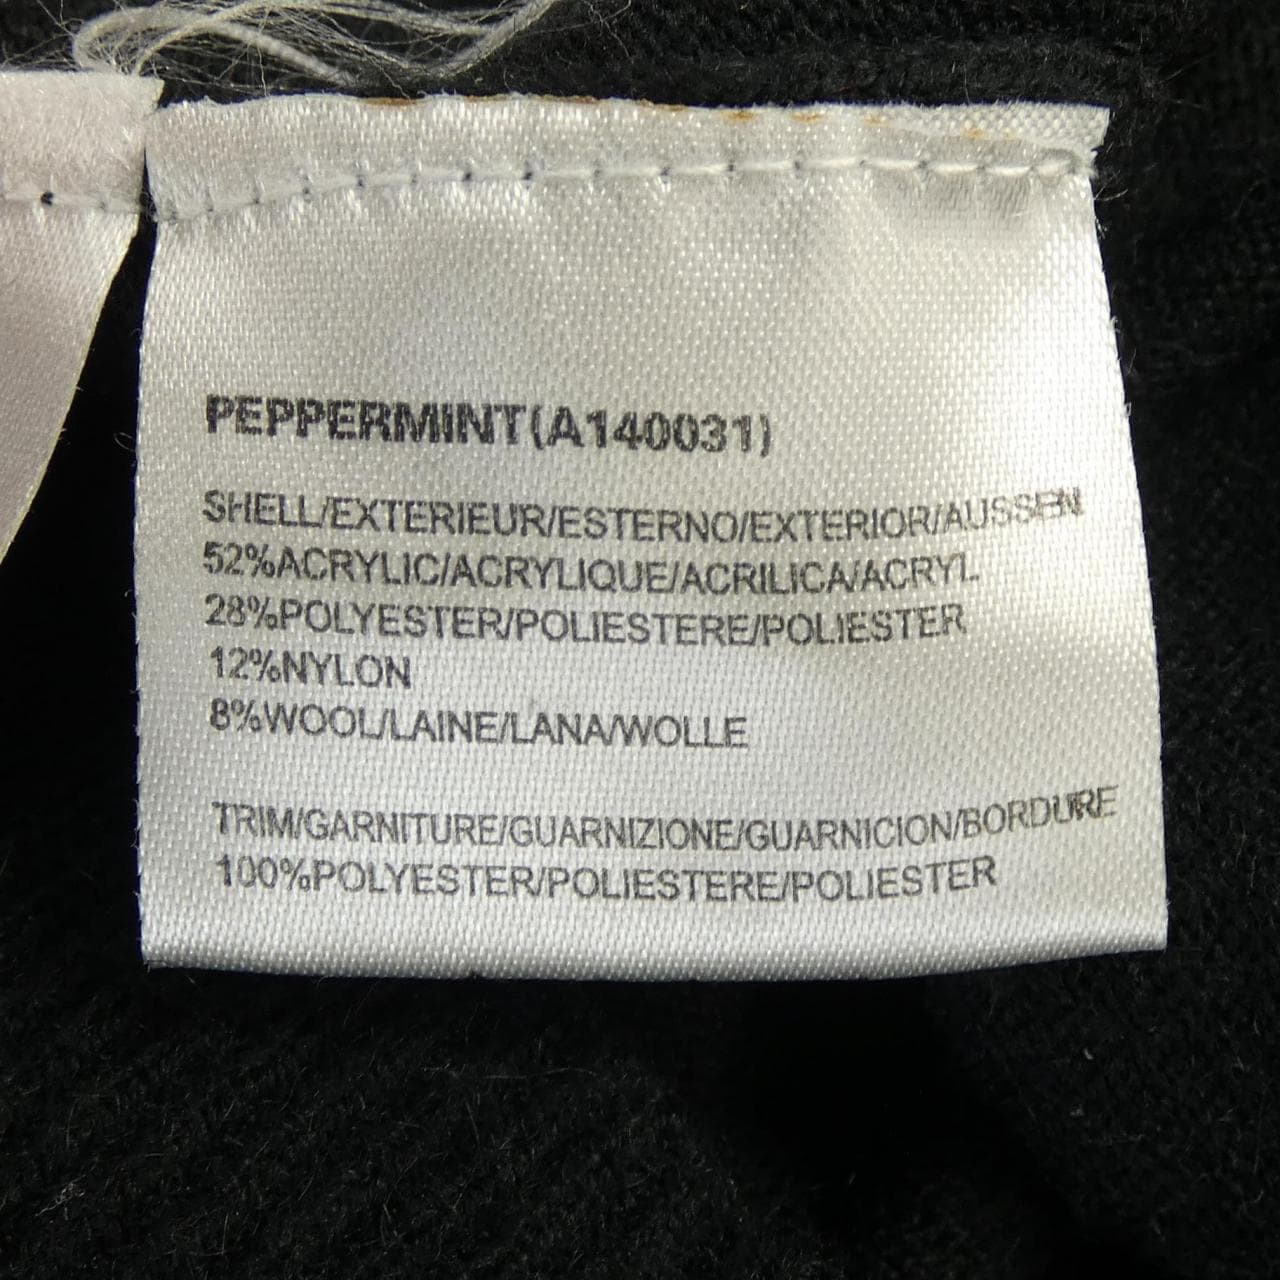 PEPPERMINT(A140031)
SHELL/EXTERIEUR/ESTERNO/EXTERIOR/AUSSEN
52%ACRYLIC/ACRYLIQUE/ACRILICA/ACRYL
28%POLYESTER/POLIESTERE/POLIESTER
12%NYLON
8%WOOL/LAINE/LANA/WOLLE
TRIM/GARNITURE/GUARNIZIONE/GUARNICION/BORDURE
100%POLYESTER/POLIESTERE/POLIESTER